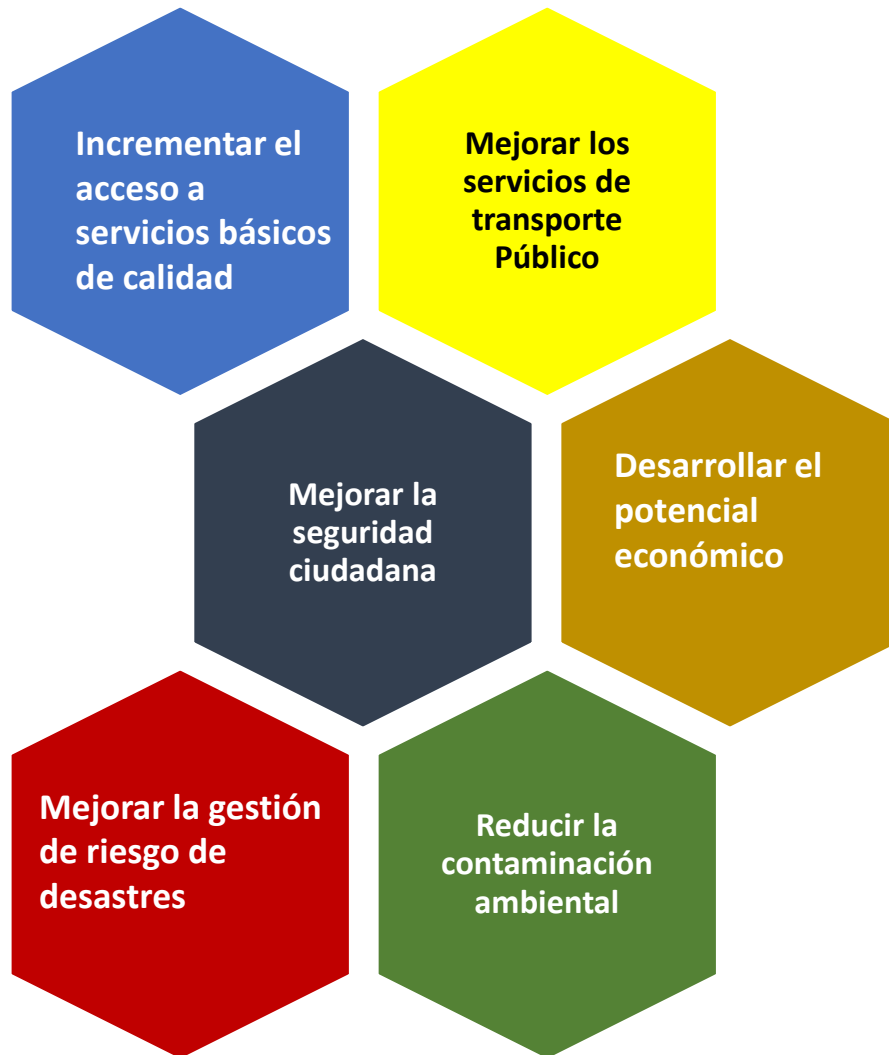 Incrementar el
acceso a
servicios básicos
de calidad
Mejorar los
servicios de
transporte
Público
Mejorar la
seguridad
ciudadana
Desarrollar el
potencial
económico
Mejorar la gestión
de riesgo de
desastres
Reducir la
contaminación
ambiental